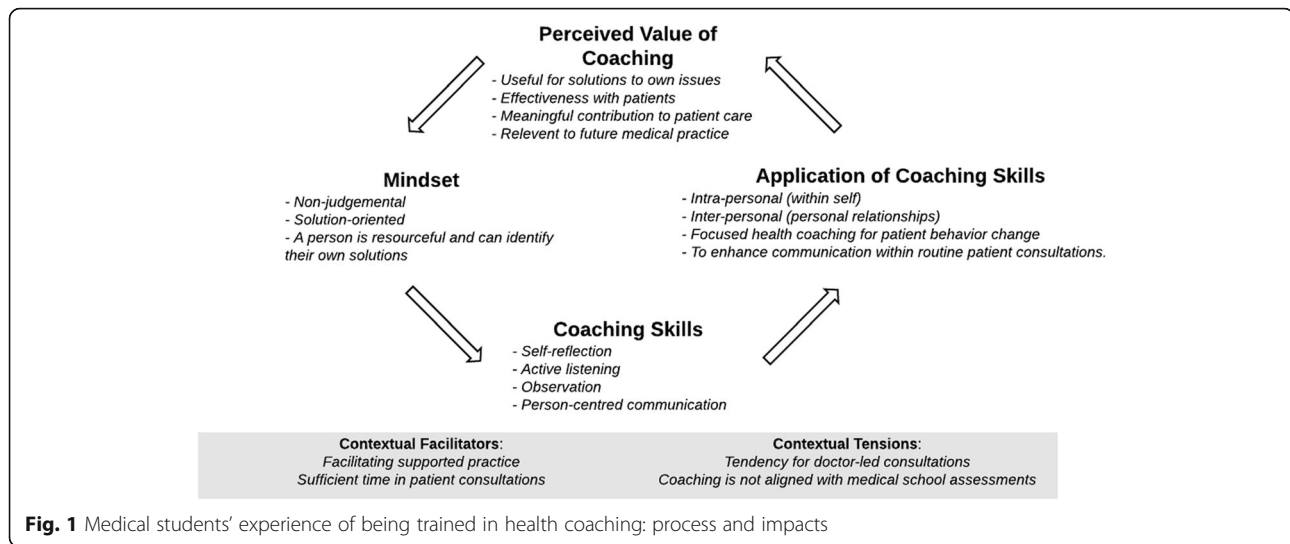 Perceived Value of
Coaching
- Useful for solutions to own issues
- Effectiveness with patients
- Meaningful contribution to patient care
- Relevent to future medical practice
Mindset
- Non-judgemental
- Solution-oriented
- A person is resourceful and can identify
their own solutions
Application of Coaching Skills
- Intra-personal (within self)
- Inter-personal (personal relationships)
- Focused health coaching for patient behavior change
- To enhance communication within routine patient consultations.
Coaching Skills
- Self-reflection
- Active listening
- Observation
- Person-centred communication
Contextual Facilitators:
Facilitating supported practice
Sufficient time in patient consultations
Contextual Tensions:
Tendency for doctor-led consultations
Coaching is not aligned with medical school assessments
Fig. 1 Medical students' experience of being trained in health coaching: process and impacts